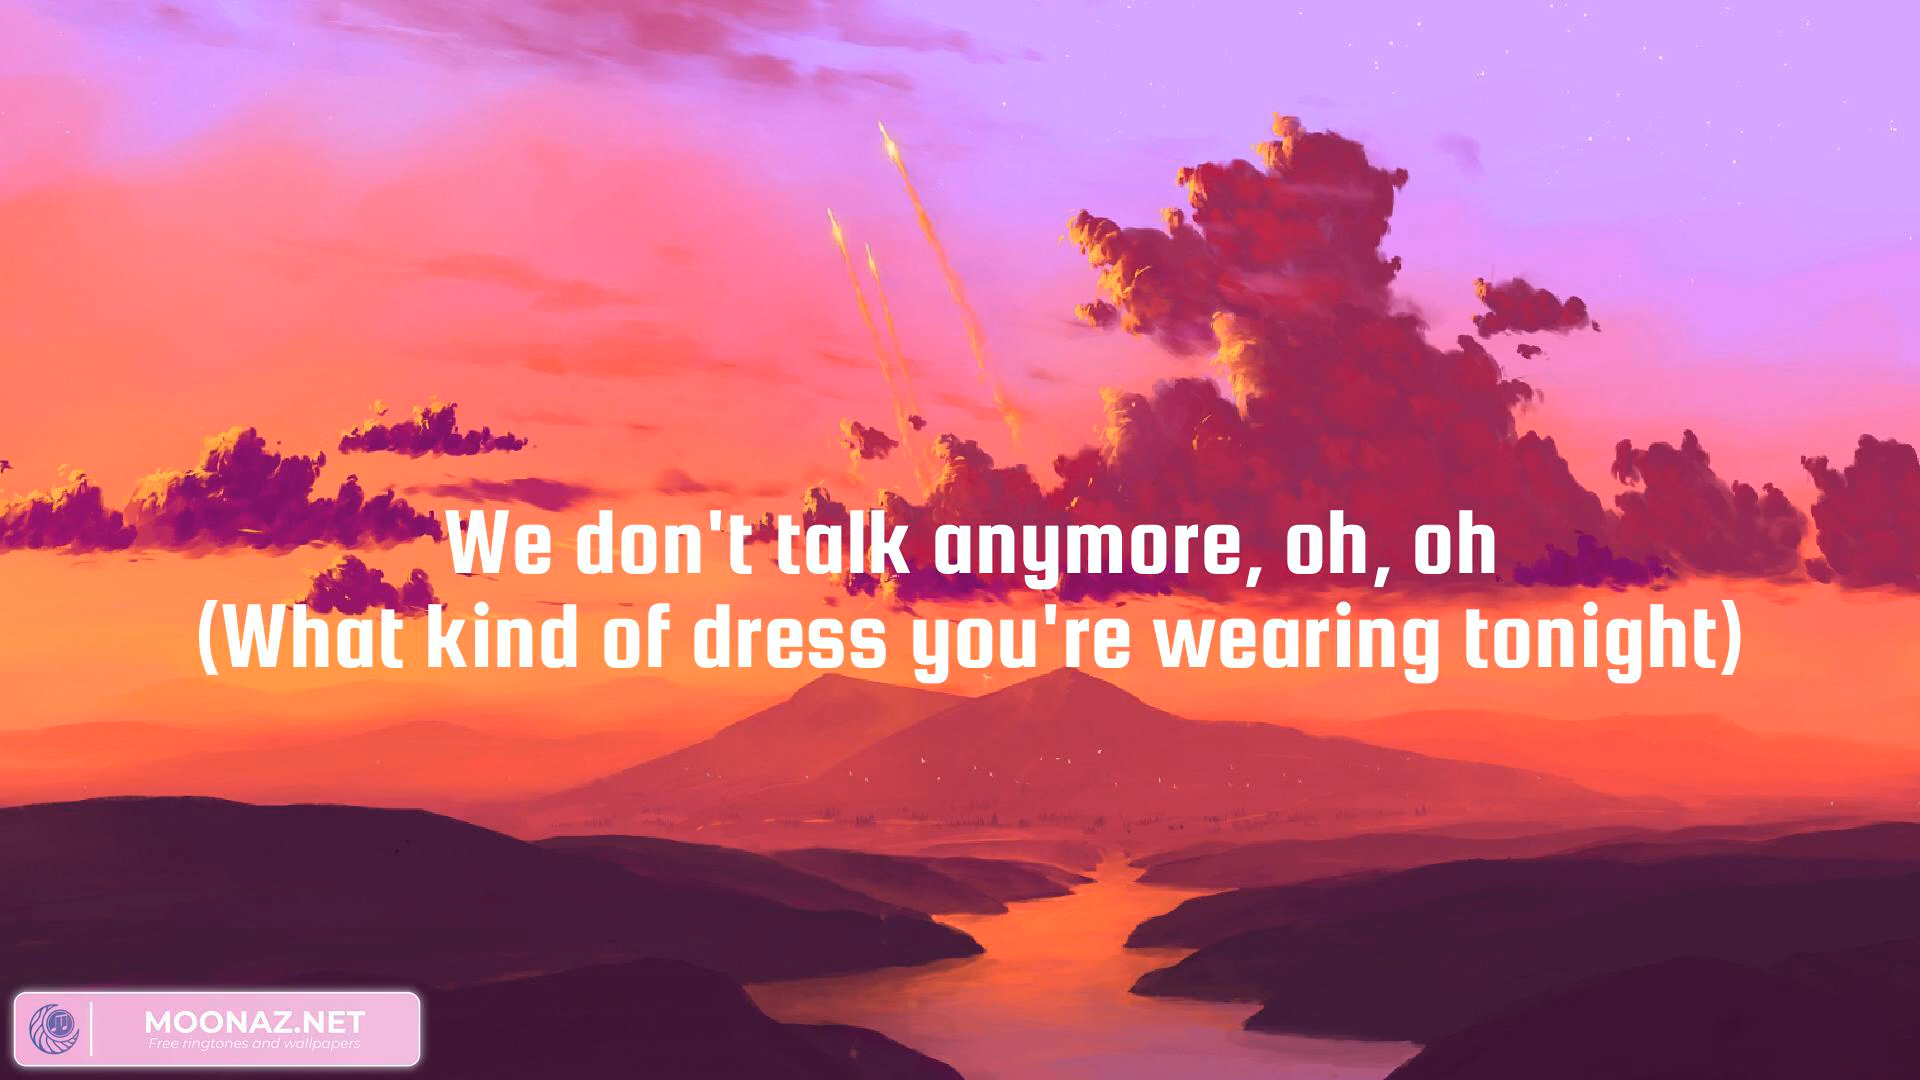 We don't talk anymore, oh, oh
(What kind of dress you're wearing tonight)
MOONAZ.NET
Free ringtones and wallpapers